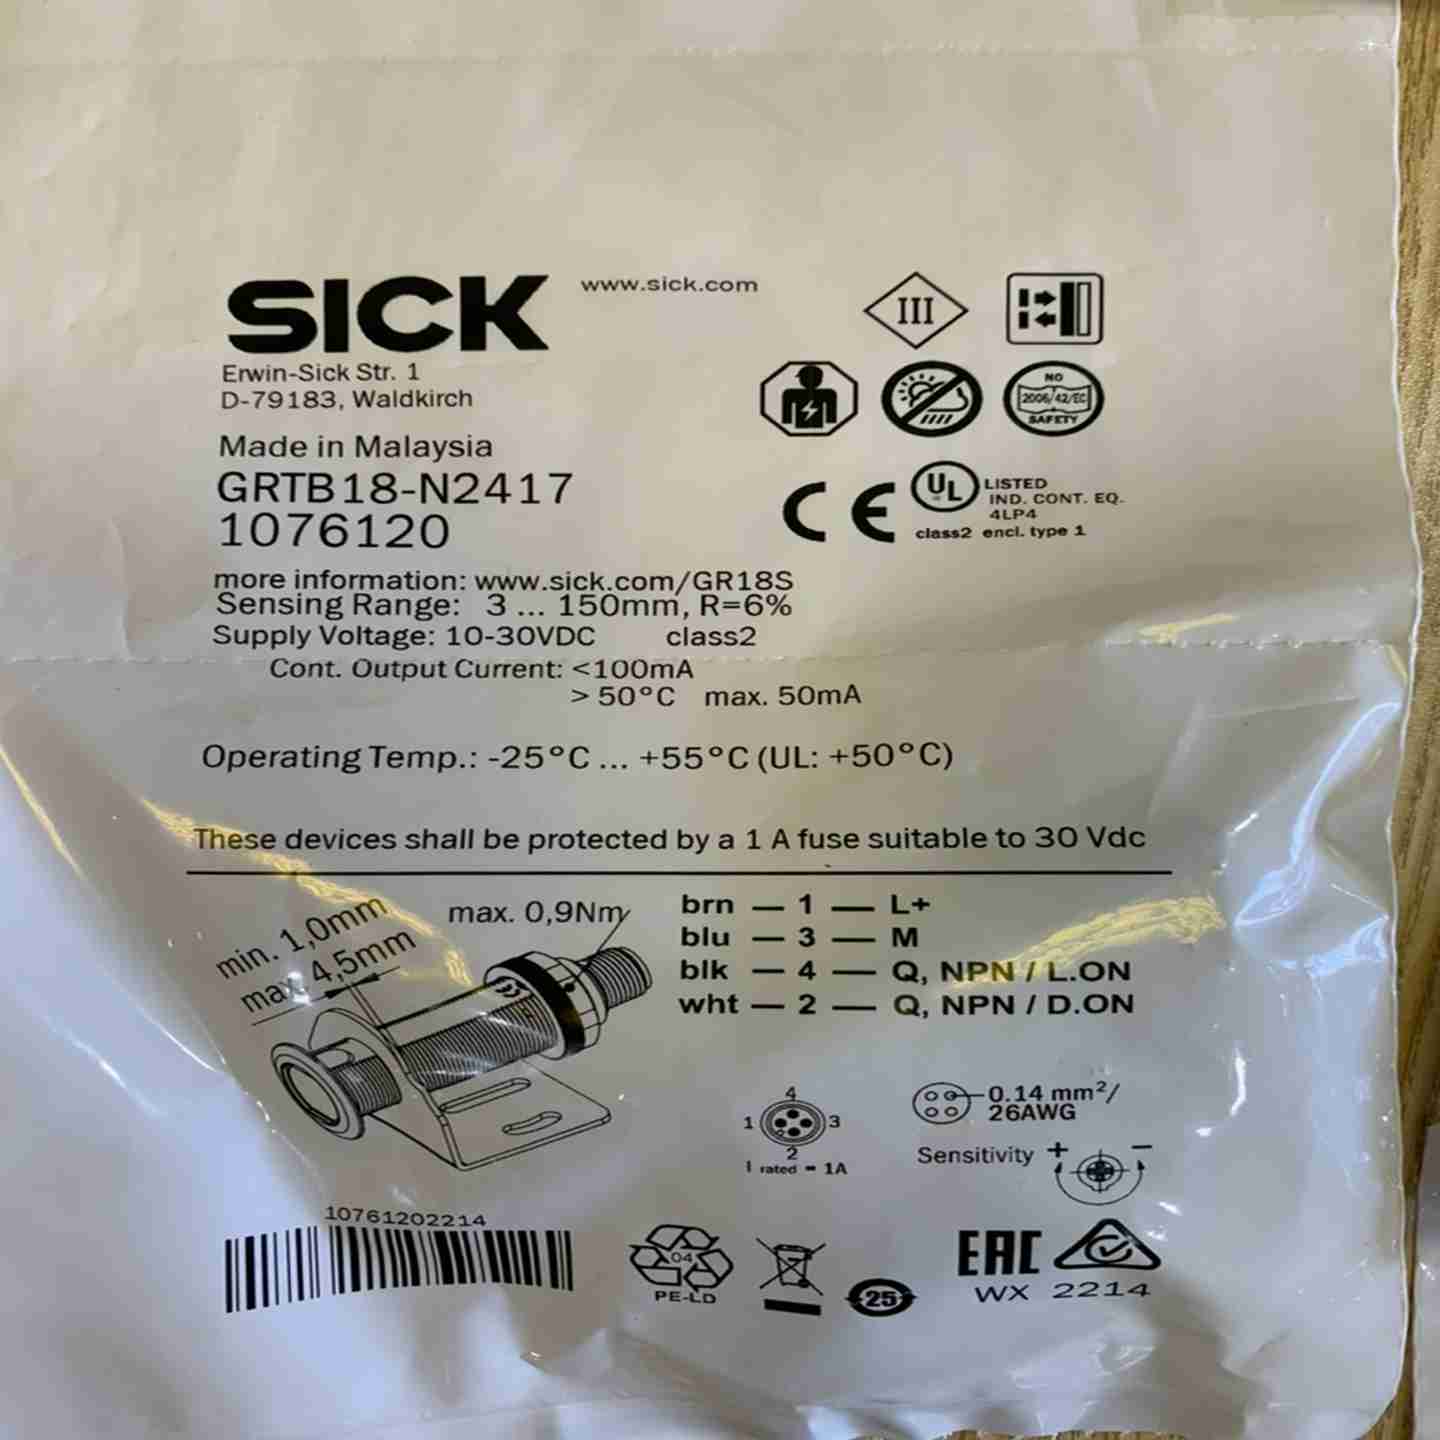 SICK www.sick.com
III
Erwin-Sick Str. 1
D-79183, Waldkirch
NO
2006/42/EC
SAFETY
Made in Malaysia
GRTB18-N2417
1076120
CE UL LISTED
IND. CONT. EQ.
4LP4
class2 encl. type 1
more information: www.sick.com/GR18S
Sensing Range: 3 ... 150mm, R=6%
Supply Voltage: 10-30VDC class2
Cont. Output Current: <100mA
> 50°C max. 50mA
Operating Temp.: -25°C ... +55°C (UL: +50°C)
These devices shall be protected by a 1 A fuse suitable to 30 Vdc
min. 1,0mm
max. 4,5mm
max. 0,9Nm
brn — 1 — L+
blu — 3 — M
blk — 4 — Q, NPN / L.ON
wht — 2 — Q, NPN / D.ON
4
1 3
2
I rated = 1A
0.14 mm²/
26AWG
Sensitivity + −
10761202214
04
PE-LD
25
EAC
WX 2214